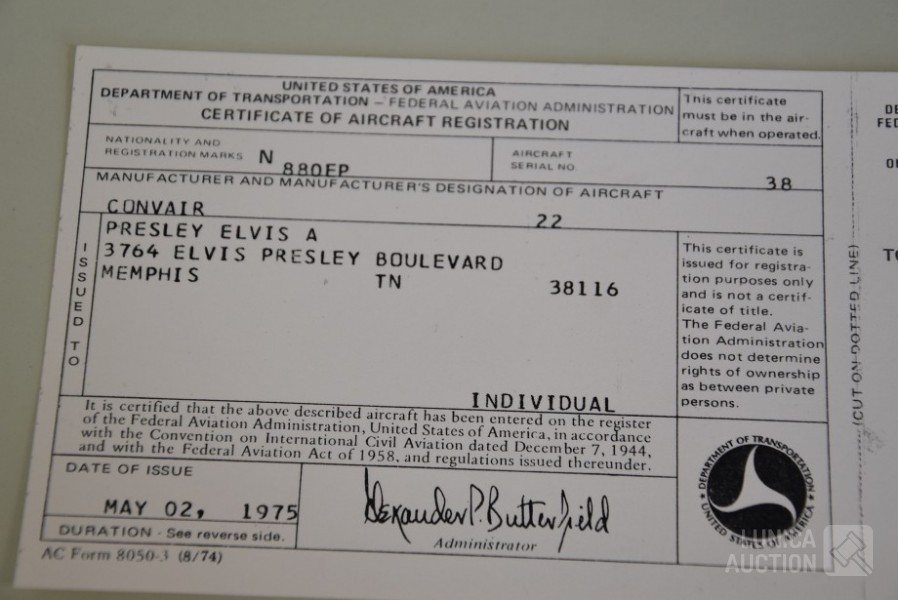 UNITED STATES OF AMERICA
DEPARTMENT OF TRANSPORTATION – FEDERAL AVIATION ADMINISTRATION
CERTIFICATE OF AIRCRAFT REGISTRATION
This certificate
must be in the air-
craft when operated.
NATIONALITY AND
REGISTRATION MARKS N 880EP
AIRCRAFT
SERIAL NO. 38
MANUFACTURER AND MANUFACTURER'S DESIGNATION OF AIRCRAFT
CONVAIR 22
ISSUED TO
PRESLEY ELVIS A
3764 ELVIS PRESLEY BOULEVARD
MEMPHIS TN 38116
INDIVIDUAL
This certificate is
issued for registra-
tion purposes only
and is not a certif-
icate of title.
The Federal Avia-
tion Administration
does not determine
rights of ownership
as between private
persons.
It is certified that the above described aircraft has been entered on the register
of the Federal Aviation Administration, United States of America, in accordance
with the Convention on International Civil Aviation dated December 7, 1944,
and with the Federal Aviation Act of 1958, and regulations issued thereunder.
DATE OF ISSUE
MAY 02, 1975
DURATION - See reverse side.
Alexander P. Butterfield
Administrator
DEPARTMENT OF TRANSPORTATION
UNITED STATES OF AMERICA
AC Form 8050-3 (8/74)
(CUT ON DOTTED LINE)
LUNICA
AUCTION